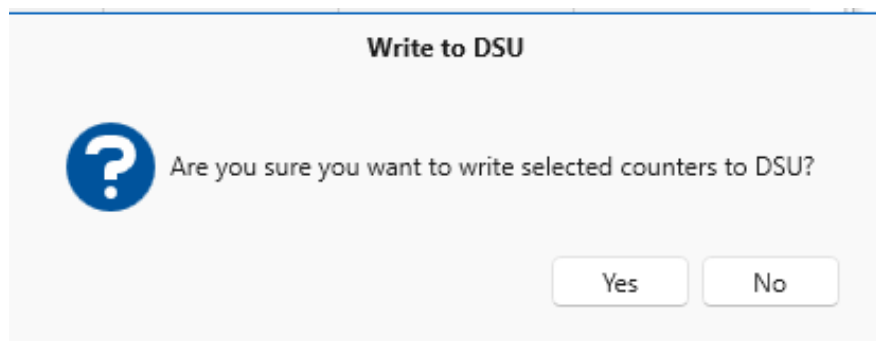 Write to DSU
Are you sure you want to write selected counters to DSU?
Yes No